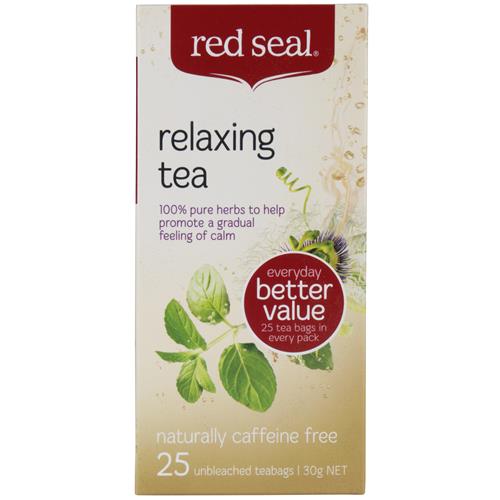 red seal®
relaxing
tea
100% pure herbs to help
promote a gradual
feeling of calm
everyday
better
value
25 tea bags in
every pack
naturally caffeine free
25 unbleached teabags | 30g NET